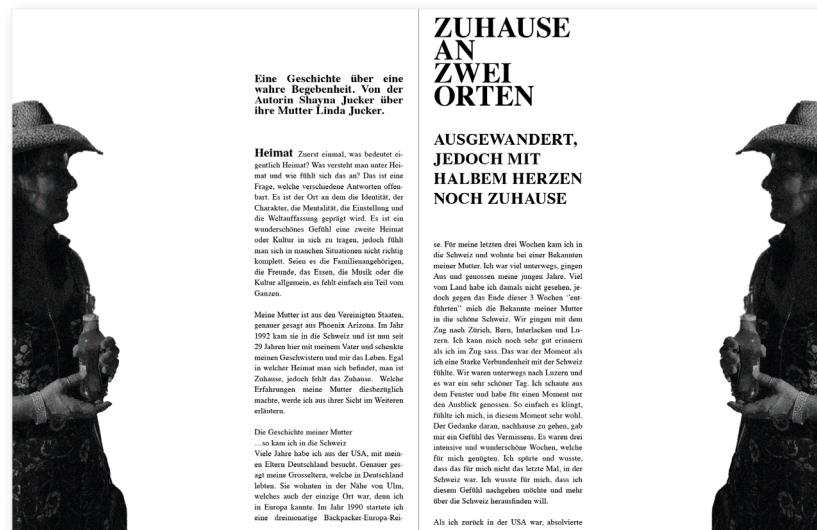 Eine Geschichte über eine
wahre Begebenheit. Von der
Autorin Shayna Jucker über
ihre Mutter Linda Jucker.
Heimat Zuerst einmal, was bedeutet ei-
gentlich Heimat? Was versteht man unter Hei-
mat und wie fühlt sich das an? Das ist eine
Frage, welche verschiedene Antworten offen-
bart. Es ist der Ort an dem die Identität, der
Charakter, die Mentalität, die Einstellung und
die Weltauffassung geprägt wird. Es ist ein
wunderschönes Gefühl eine zweite Heimat
oder Kultur in sich zu tragen, jedoch fühlt
man sich in manchen Situationen nicht richtig
komplett. Seien es die Familienangehörigen,
die Freunde, das Essen, die Musik oder die
Kultur allgemein, es fehlt einfach ein Teil vom
Ganzen.
Meine Mutter ist aus den Vereinigten Staaten,
genauer gesagt aus Phoenix Arizona. Im Jahr
1992 kam sie in die Schweiz und ist nun seit
29 Jahren hier mit meinem Vater und schenkte
meinen Geschwistern und mir das Leben. Egal
in welcher Heimat man sich befindet, man ist
Zuhause, jedoch fehlt das Zuhause. Welche
Erfahrungen meine Mutter diesbezüglich
machte, werde ich aus ihrer Sicht im Weiteren
erläutern.
Die Geschichte meiner Mutter
…so kam ich in die Schweiz
Viele Jahre habe ich aus der USA, mit mein-
en Eltern Deutschland besucht. Genauer ges-
agt meine Grosseltern, welche in Deutschland
lebten. Sie wohnten in der Nähe von Ulm,
welches auch der einzige Ort war, denn ich
in Europa kannte. Im Jahr 1990 startete ich
eine dreimonatige Backpacker-Europa-Rei-
ZUHAUSE
AN
ZWEI
ORTEN
AUSGEWANDERT,
JEDOCH MIT
HALBEM HERZEN
NOCH ZUHAUSE
se. Für meine letzten drei Wochen kam ich in
die Schweiz und wohnte bei einer Bekannten
meiner Mutter. Ich war viel unterwegs, gingen
Aus und genossen meine jungen Jahre. Viel
vom Land habe ich damals nicht gesehen, je-
doch gegen das Ende dieser 3 Wochen "ent-
führten" mich die Bekannte meiner Mutter
in die schöne Schweiz. Wir gingen mit dem
Zug nach Zürich, Bern, Interlacken und Lu-
zern. Ich kann mich noch sehr gut erinnern
als ich im Zug sass. Das war der Moment als
ich eine Starke Verbundenheit mit der Schweiz
fühlte. Wir waren unterwegs nach Luzern und
es war ein sehr schöner Tag. Ich schaute aus
dem Fenster und habe für einen Moment nur
den Ausblick genossen. So einfach es klingt,
fühlte ich mich, in diesem Moment sehr wohl.
Der Gedanke daran, nachhause zu gehen, gab
mir ein Gefühl des Vermissens. Es waren drei
intensive und wunderschöne Wochen, welche
für mich genügten. Ich spürte und wusste,
dass das für mich nicht das letzte Mal, in der
Schweiz war. Ich wusste für mich, dass ich
diesem Gefühl nachgehen möchte und mehr
über die Schweiz herausfinden will.
Als ich zurück in der USA war, absolvierte